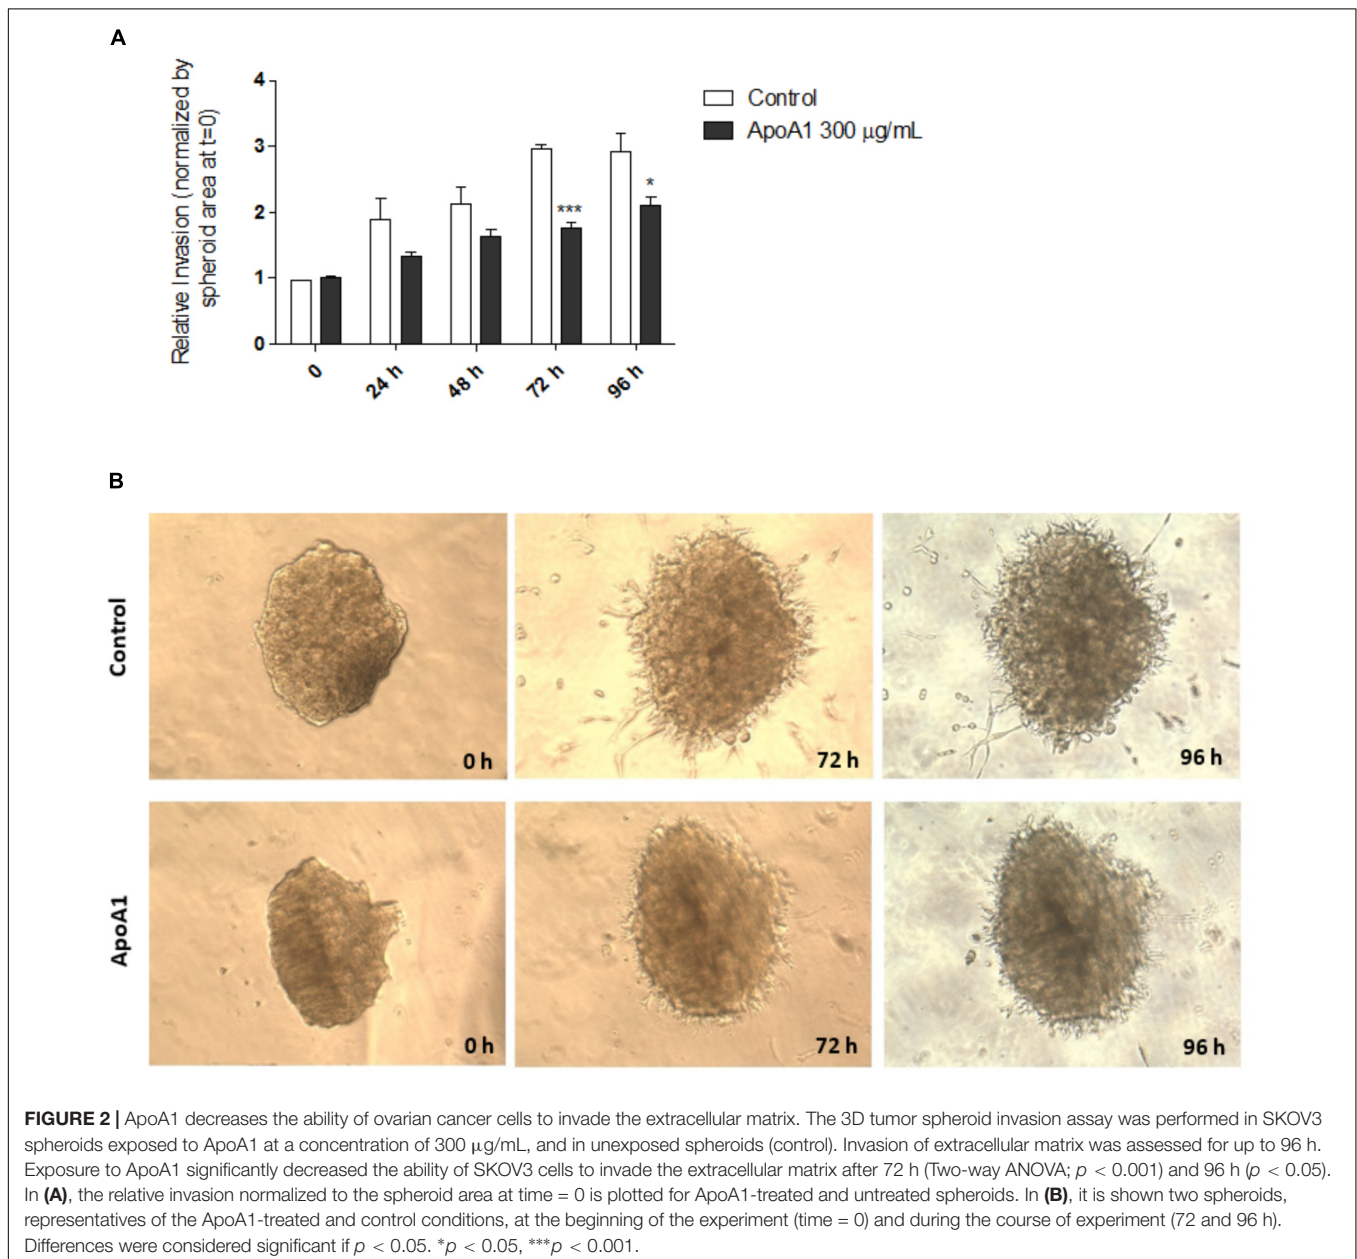 A
Relative Invasion (normalized by
spheroid area at t=0)
4
3
2
1
0
Control
ApoA1 300 μg/mL
***
*
0
24 h
48 h
72 h
96 h
B
Control
0 h
72 h
96 h
ApoA1
0 h
72 h
96 h
FIGURE 2 | ApoA1 decreases the ability of ovarian cancer cells to invade the extracellular matrix. The 3D tumor spheroid invasion assay was performed in SKOV3
spheroids exposed to ApoA1 at a concentration of 300 μg/mL, and in unexposed spheroids (control). Invasion of extracellular matrix was assessed for up to 96 h.
Exposure to ApoA1 significantly decreased the ability of SKOV3 cells to invade the extracellular matrix after 72 h (Two-way ANOVA; p < 0.001) and 96 h (p < 0.05).
In (A), the relative invasion normalized to the spheroid area at time = 0 is plotted for ApoA1-treated and untreated spheroids. In (B), it is shown two spheroids,
representatives of the ApoA1-treated and control conditions, at the beginning of the experiment (time = 0) and during the course of experiment (72 and 96 h).
Differences were considered significant if p < 0.05. *p < 0.05, ***p < 0.001.